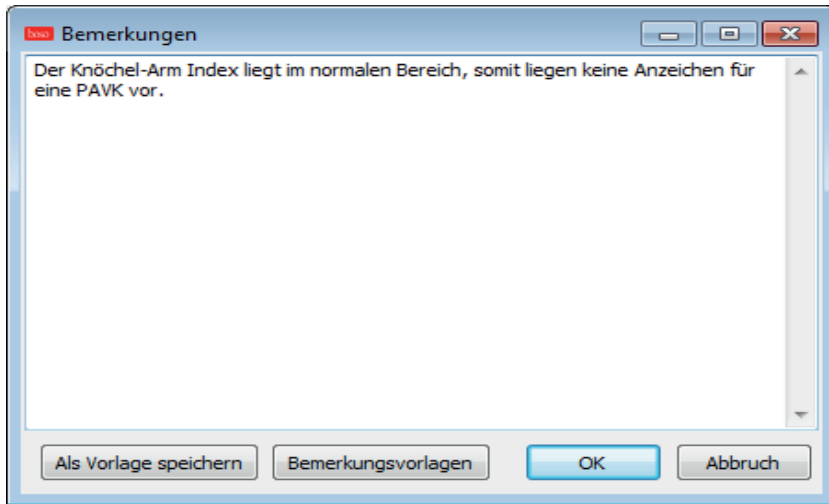 boso Bemerkungen
Der Knöchel-Arm Index liegt im normalen Bereich, somit liegen keine Anzeichen für
eine PAVK vor.
Als Vorlage speichern Bemerkungsvorlagen OK Abbruch